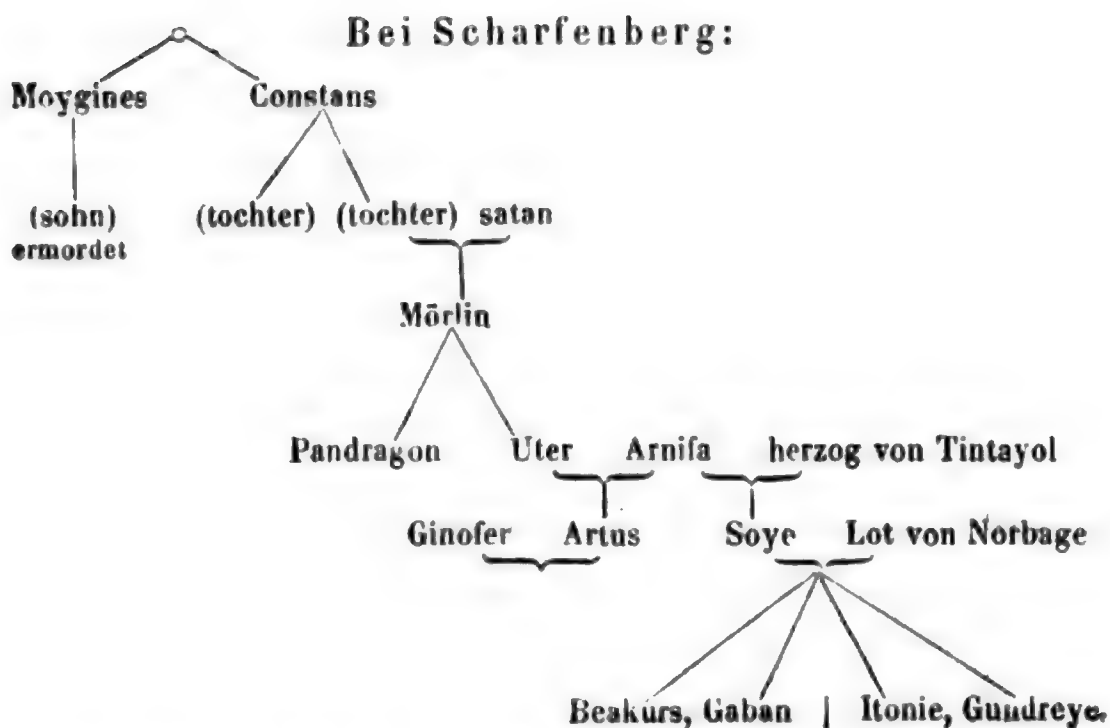 Bei Scharfenberg:
Moygines Constans
(sohn) (tochter) (tochter) satan
ermordet
Mörlin
Pandragon Uter Arnifa herzog von Tintayol
Ginofer Artus Soye Lot von Norbage
Beakurs, Gaban | Itonie, Gundreye